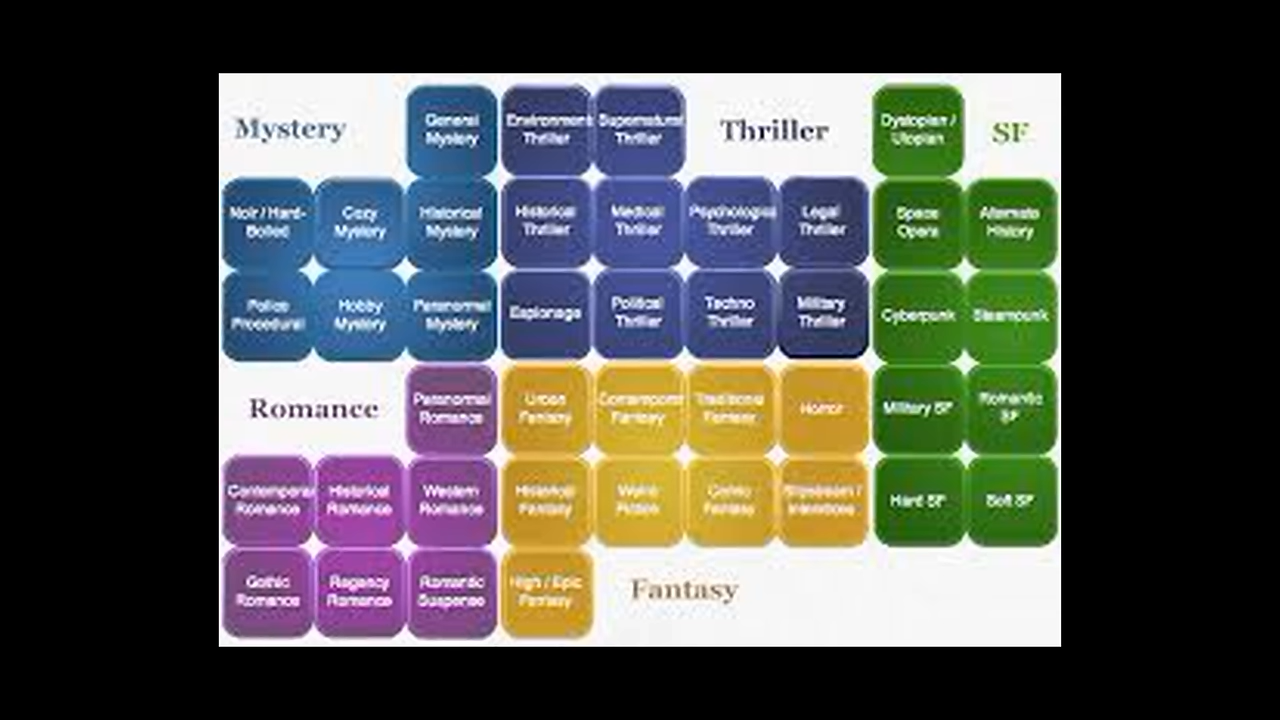 Mystery
General
Mystery
Environment
Thriller
Supernatural
Thriller
Thriller
Dystopian /
Utopian
SF
Noir / Hard-
Boiled
Cozy
Mystery
Historical
Mystery
Historical
Thriller
Medical
Thriller
Psychological
Thriller
Legal
Thriller
Space
Opera
Alternate
History
Police
Procedural
Hobby
Mystery
Paranormal
Mystery
Espionage
Political
Thriller
Techno
Thriller
Military
Thriller
Cyberpunk
Steampunk
Romance
Paranormal
Romance
Urban
Fantasy
Contemporary
Fantasy
Traditional
Fantasy
Horror
Military SF
Romantic
SF
Contemporary
Romance
Historical
Romance
Western
Romance
Historical
Fantasy
Weird
Fiction
Comic
Fantasy
Slipstream /
Interstitial
Hard SF
Soft SF
Gothic
Romance
Regency
Romance
Romantic
Suspense
High / Epic
Fantasy
Fantasy